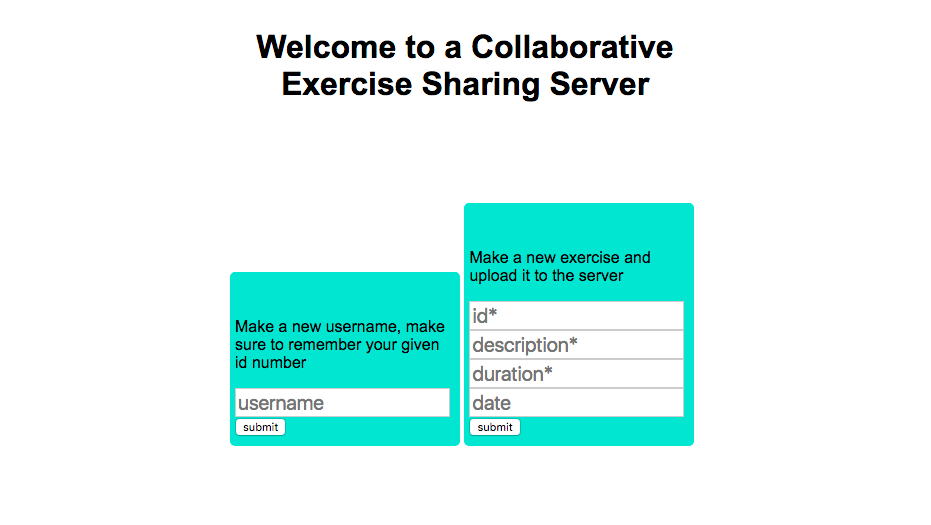 Welcome to a Collaborative
Exercise Sharing Server
Make a new username, make
sure to remember your given
id number
username
submit
Make a new exercise and
upload it to the server
id*
description*
duration*
date
submit